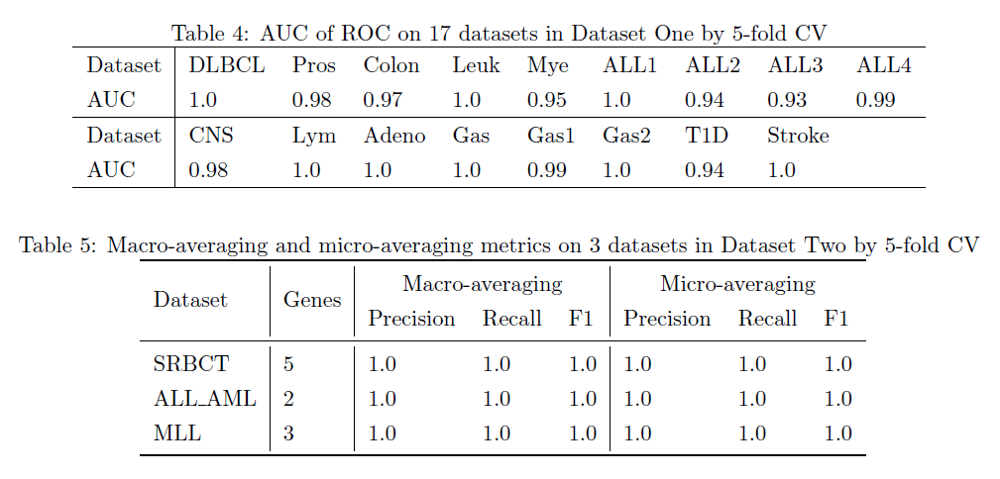 Table 4: AUC of ROC on 17 datasets in Dataset One by 5-fold CV
Dataset DLBCL Pros Colon Leuk Mye ALL1 ALL2 ALL3 ALL4
AUC 1.0 0.98 0.97 1.0 0.95 1.0 0.94 0.93 0.99
Dataset CNS Lym Adeno Gas Gas1 Gas2 T1D Stroke
AUC 0.98 1.0 1.0 1.0 0.99 1.0 0.94 1.0
Table 5: Macro-averaging and micro-averaging metrics on 3 datasets in Dataset Two by 5-fold CV
Dataset Genes Macro-averaging Micro-averaging
Precision Recall F1 Precision Recall F1
SRBCT 5 1.0 1.0 1.0 1.0 1.0 1.0
ALL_AML 2 1.0 1.0 1.0 1.0 1.0 1.0
MLL 3 1.0 1.0 1.0 1.0 1.0 1.0